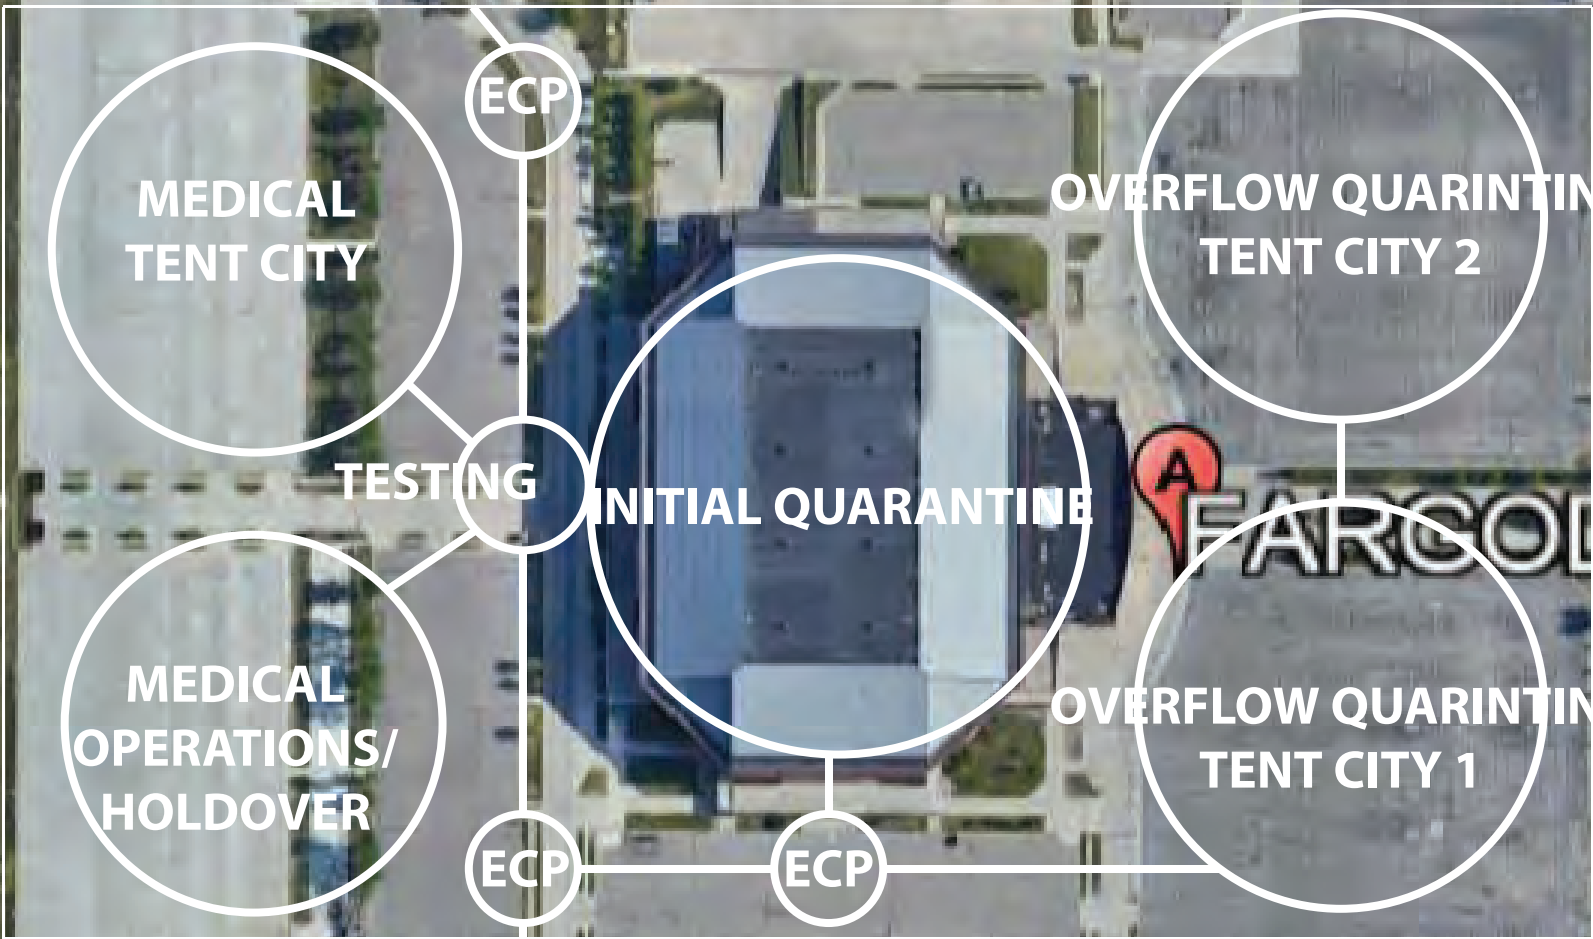 ECP
MEDICAL
TENT CITY
OVERFLOW QUARINTIN
TENT CITY 2
TESTING
INITIAL QUARANTINE
A
FARGOD
MEDICAL
OPERATIONS/
HOLDOVER
OVERFLOW QUARINTIN
TENT CITY 1
ECP
ECP